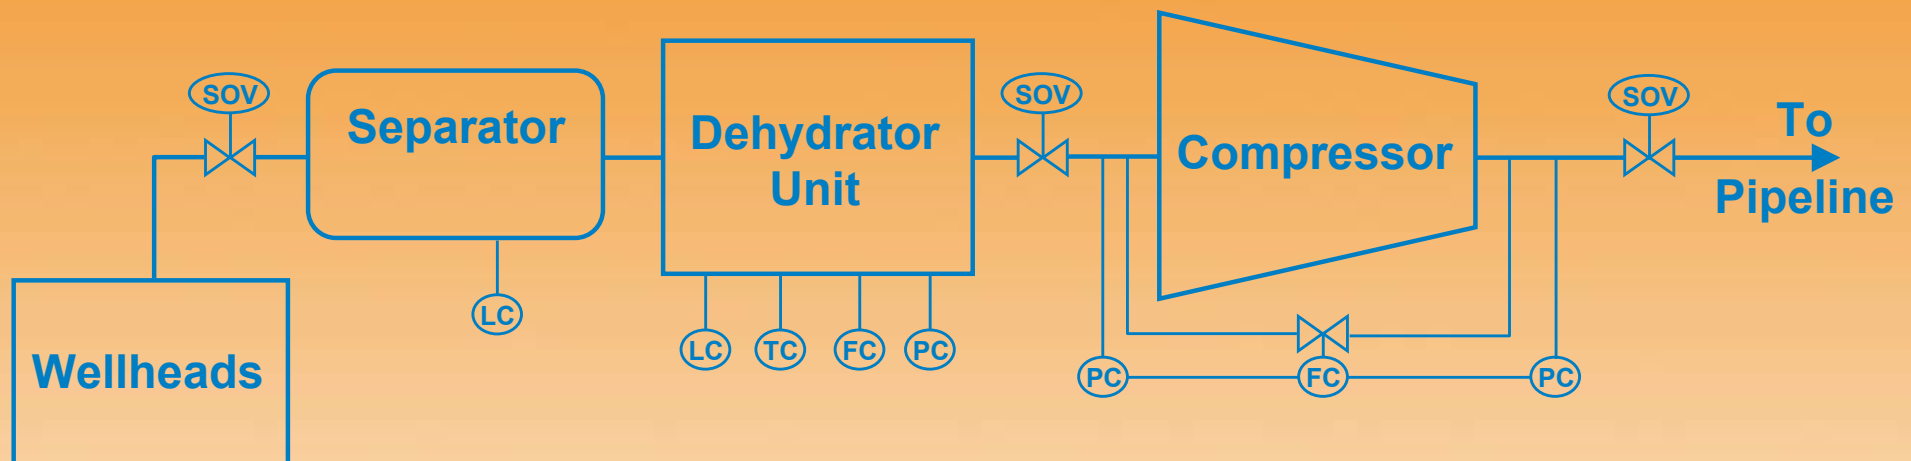 SOV
Separator
LC
Wellheads
Dehydrator
Unit
LC
TC
FC
PC
SOV
Compressor
PC
FC
PC
SOV
To
Pipeline